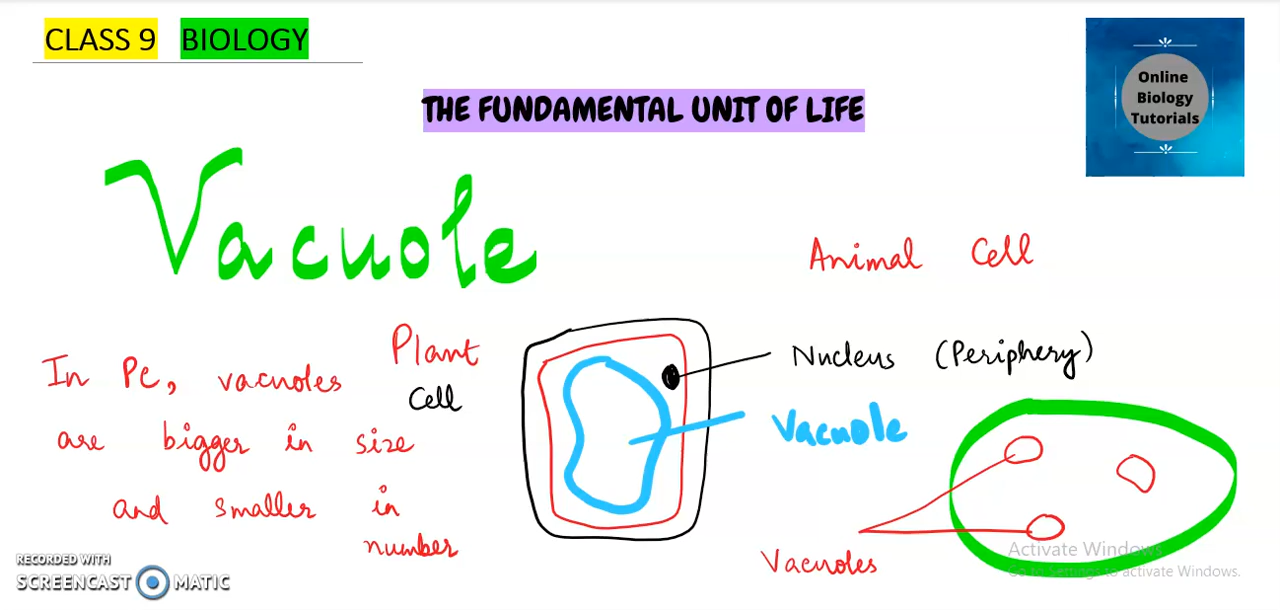 CLASS 9 BIOLOGY
Online
Biology
Tutorials
THE FUNDAMENTAL UNIT OF LIFE
Vacuole
Animal Cell
Plant
Cell
Nucleus (Periphery)
In Pc, vacuoles
are bigger in size
and smaller in
number
Vacuole
Vacuoles
Activate Windows
Go to Settings to activate Windows.
RECORDED WITH
SCREENCAST MATIC